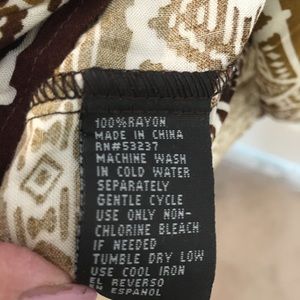 100%RAYON
MADE IN CHINA
RN#53237
MACHINE WASH
IN COLD WATER
SEPARATELY
GENTLE CYCLE
USE ONLY NON-
CHLORINE BLEACH
IF NEEDED
TUMBLE DRY LOW
USE COOL IRON
EL REVERSO
ESPANOL